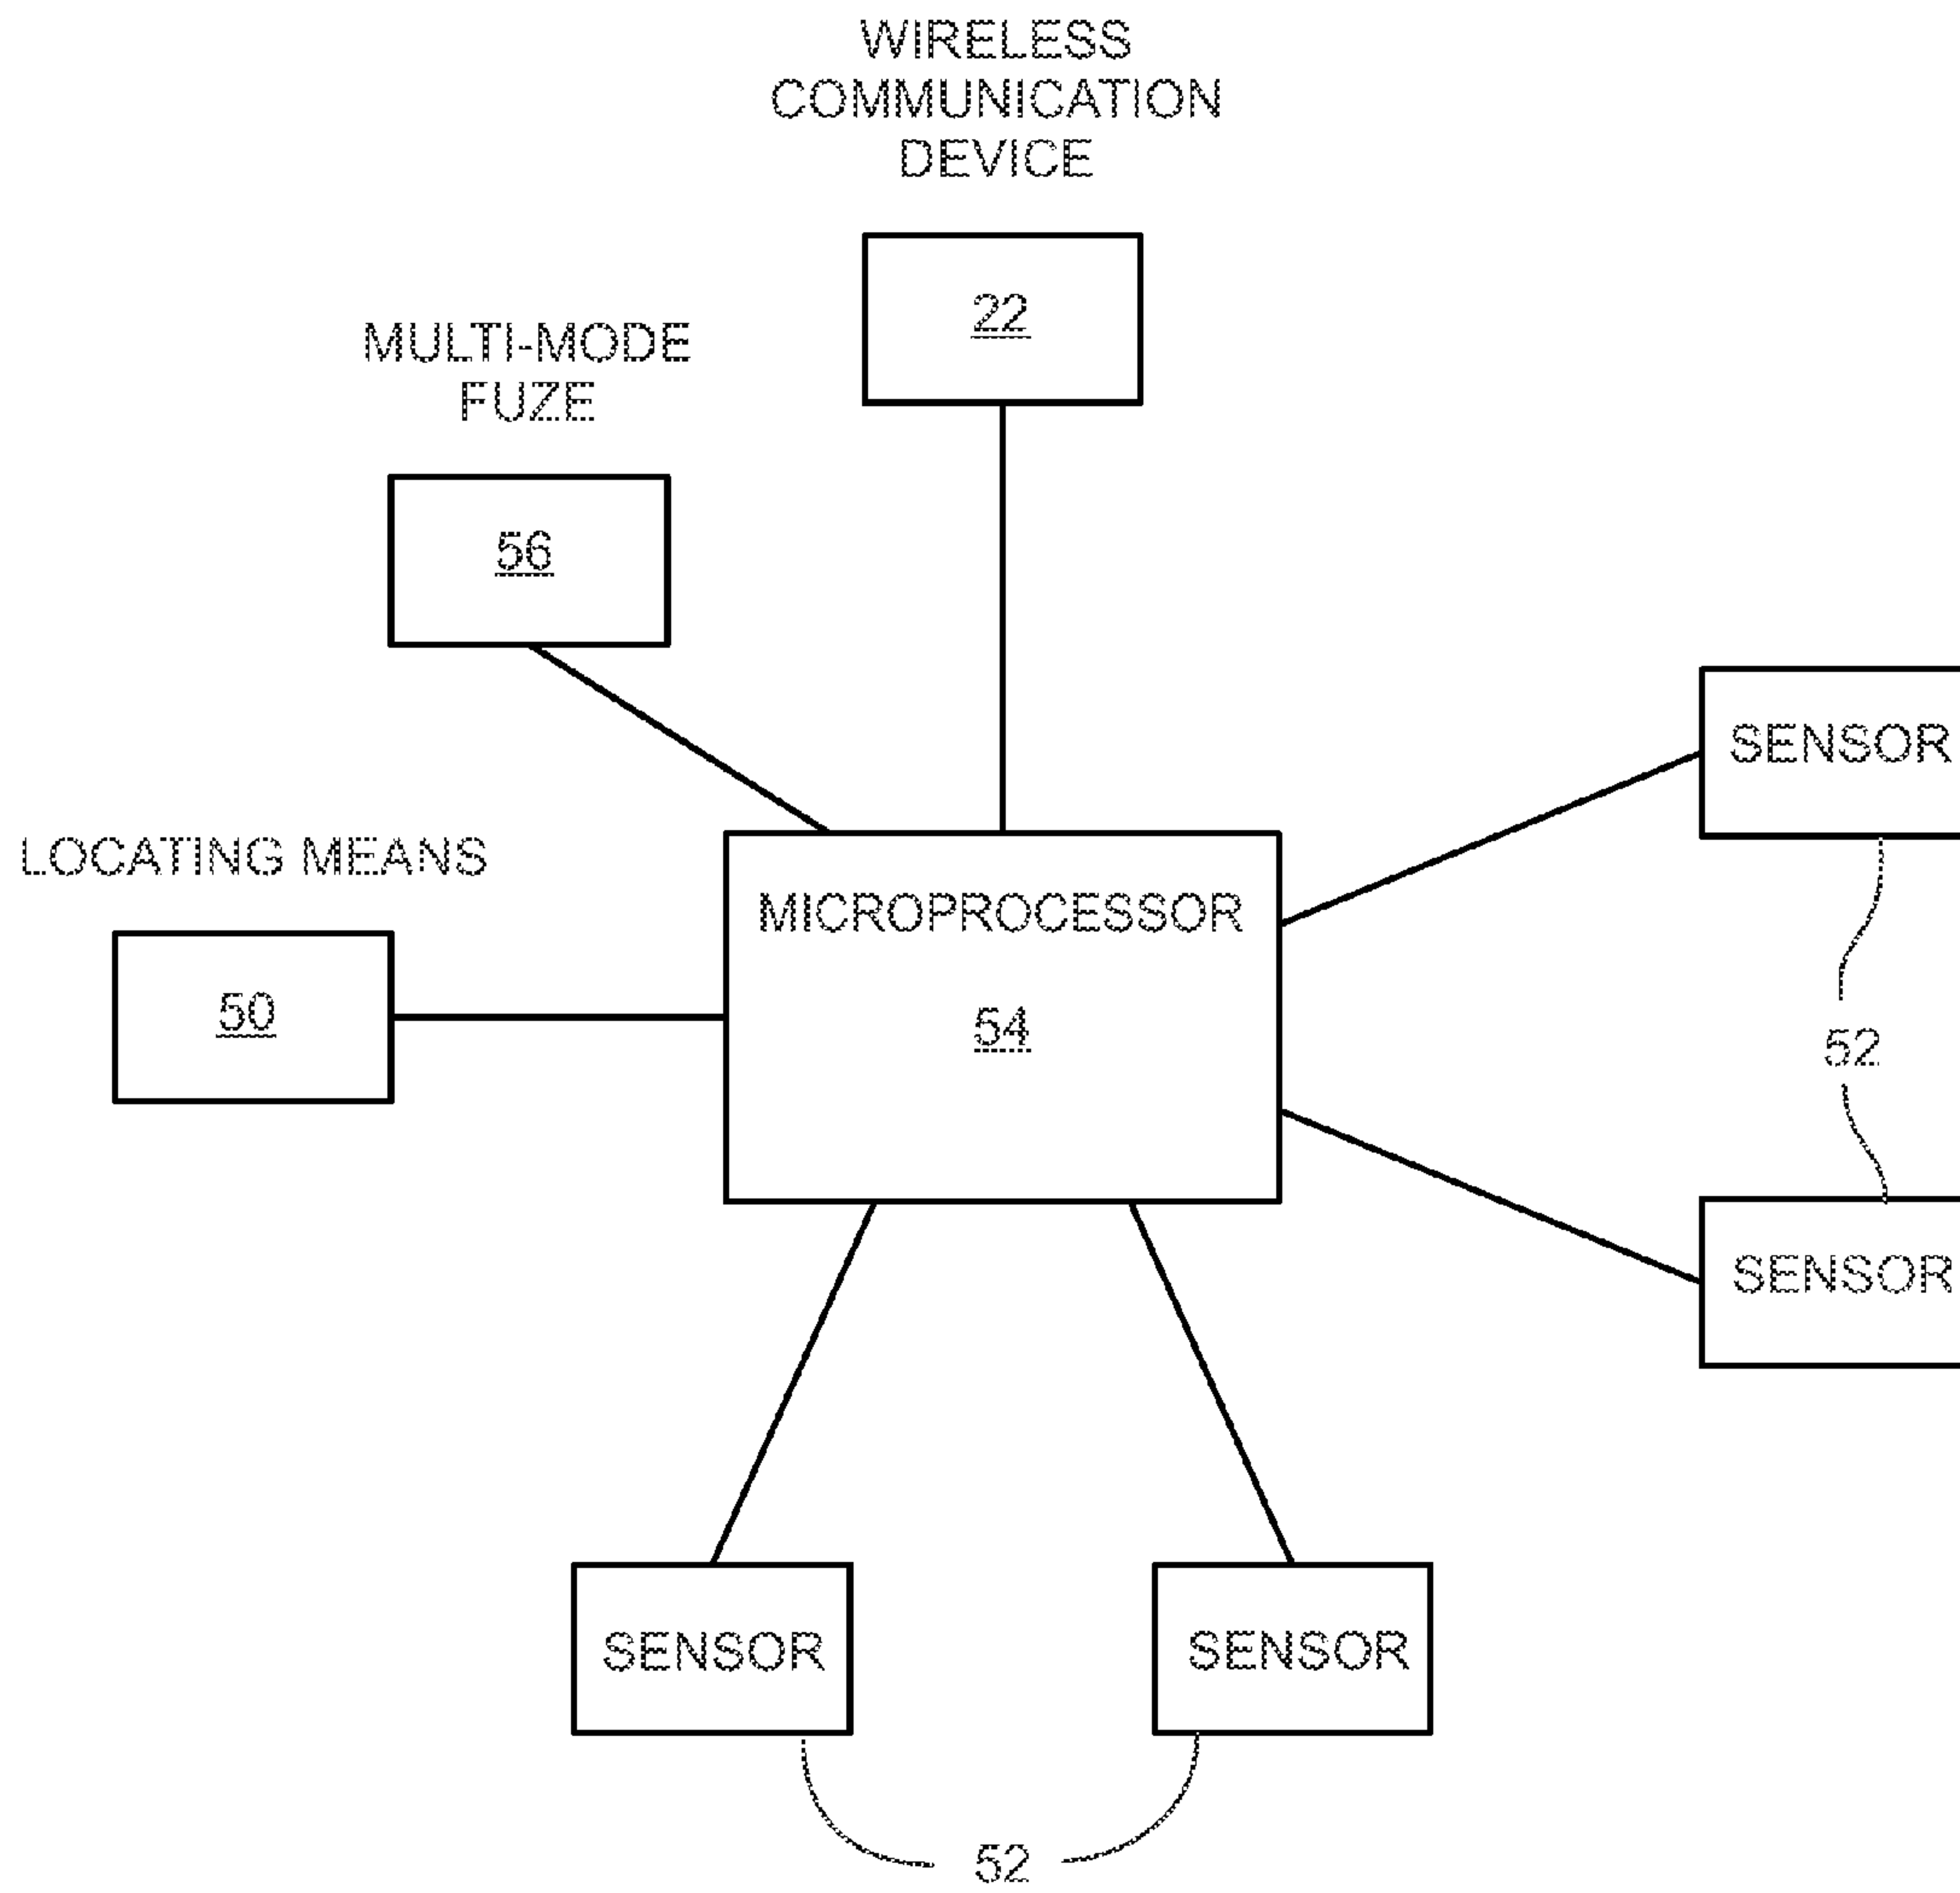 WIRELESS
COMMUNICATION
DEVICE
22
MULTI-MODE
FUZE
56
SENSOR
LOCATING MEANS
MICROPROCESSOR
50
54
52
SENSOR
SENSOR
SENSOR
52